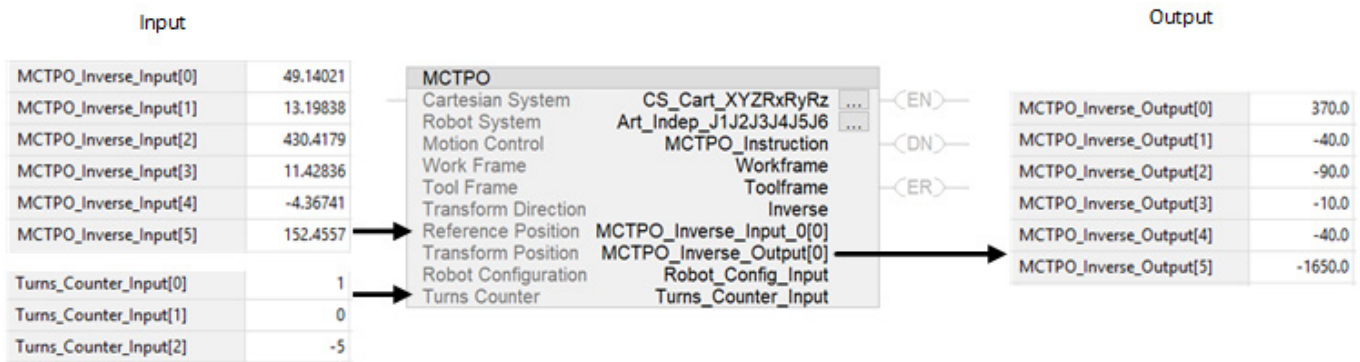 Input
Output
MCTPO_Inverse_Input[0] 49.14021
MCTPO_Inverse_Input[1] 13.19838
MCTPO_Inverse_Input[2] 430.4179
MCTPO_Inverse_Input[3] 11.42836
MCTPO_Inverse_Input[4] -4.36741
MCTPO_Inverse_Input[5] 152.4557
Turns_Counter_Input[0] 1
Turns_Counter_Input[1] 0
Turns_Counter_Input[2] -5
MCTPO
Cartesian System CS_Cart_XYZRxRyRz ... (EN)
Robot System Art_Indep_J1J2J3J4J5J6 ...
Motion Control MCTPO_Instruction (DN)
Work Frame Workframe
Tool Frame Toolframe (ER)
Transform Direction Inverse
Reference Position MCTPO_Inverse_Input_0[0]
Transform Position MCTPO_Inverse_Output[0]
Robot Configuration Robot_Config_Input
Turns Counter Turns_Counter_Input
MCTPO_Inverse_Output[0] 370.0
MCTPO_Inverse_Output[1] -40.0
MCTPO_Inverse_Output[2] -90.0
MCTPO_Inverse_Output[3] -10.0
MCTPO_Inverse_Output[4] -40.0
MCTPO_Inverse_Output[5] -1650.0